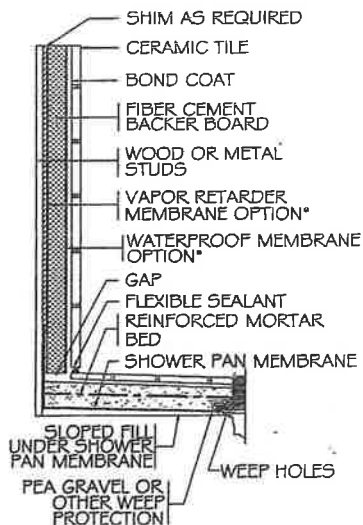 SHIM AS REQUIRED
CERAMIC TILE
BOND COAT
FIBER CEMENT
BACKER BOARD
WOOD OR METAL
STUDS
VAPOR RETARDER
MEMBRANE OPTION*
WATERPROOF MEMBRANE
OPTION*
GAP
FLEXIBLE SEALANT
REINFORCED MORTAR
BED
SHOWER PAN MEMBRANE
SLOPED FILL
UNDER SHOWER
PAN MEMBRANE
WEEP HOLES
PEA GRAVEL OR
OTHER WEEP
PROTECTION